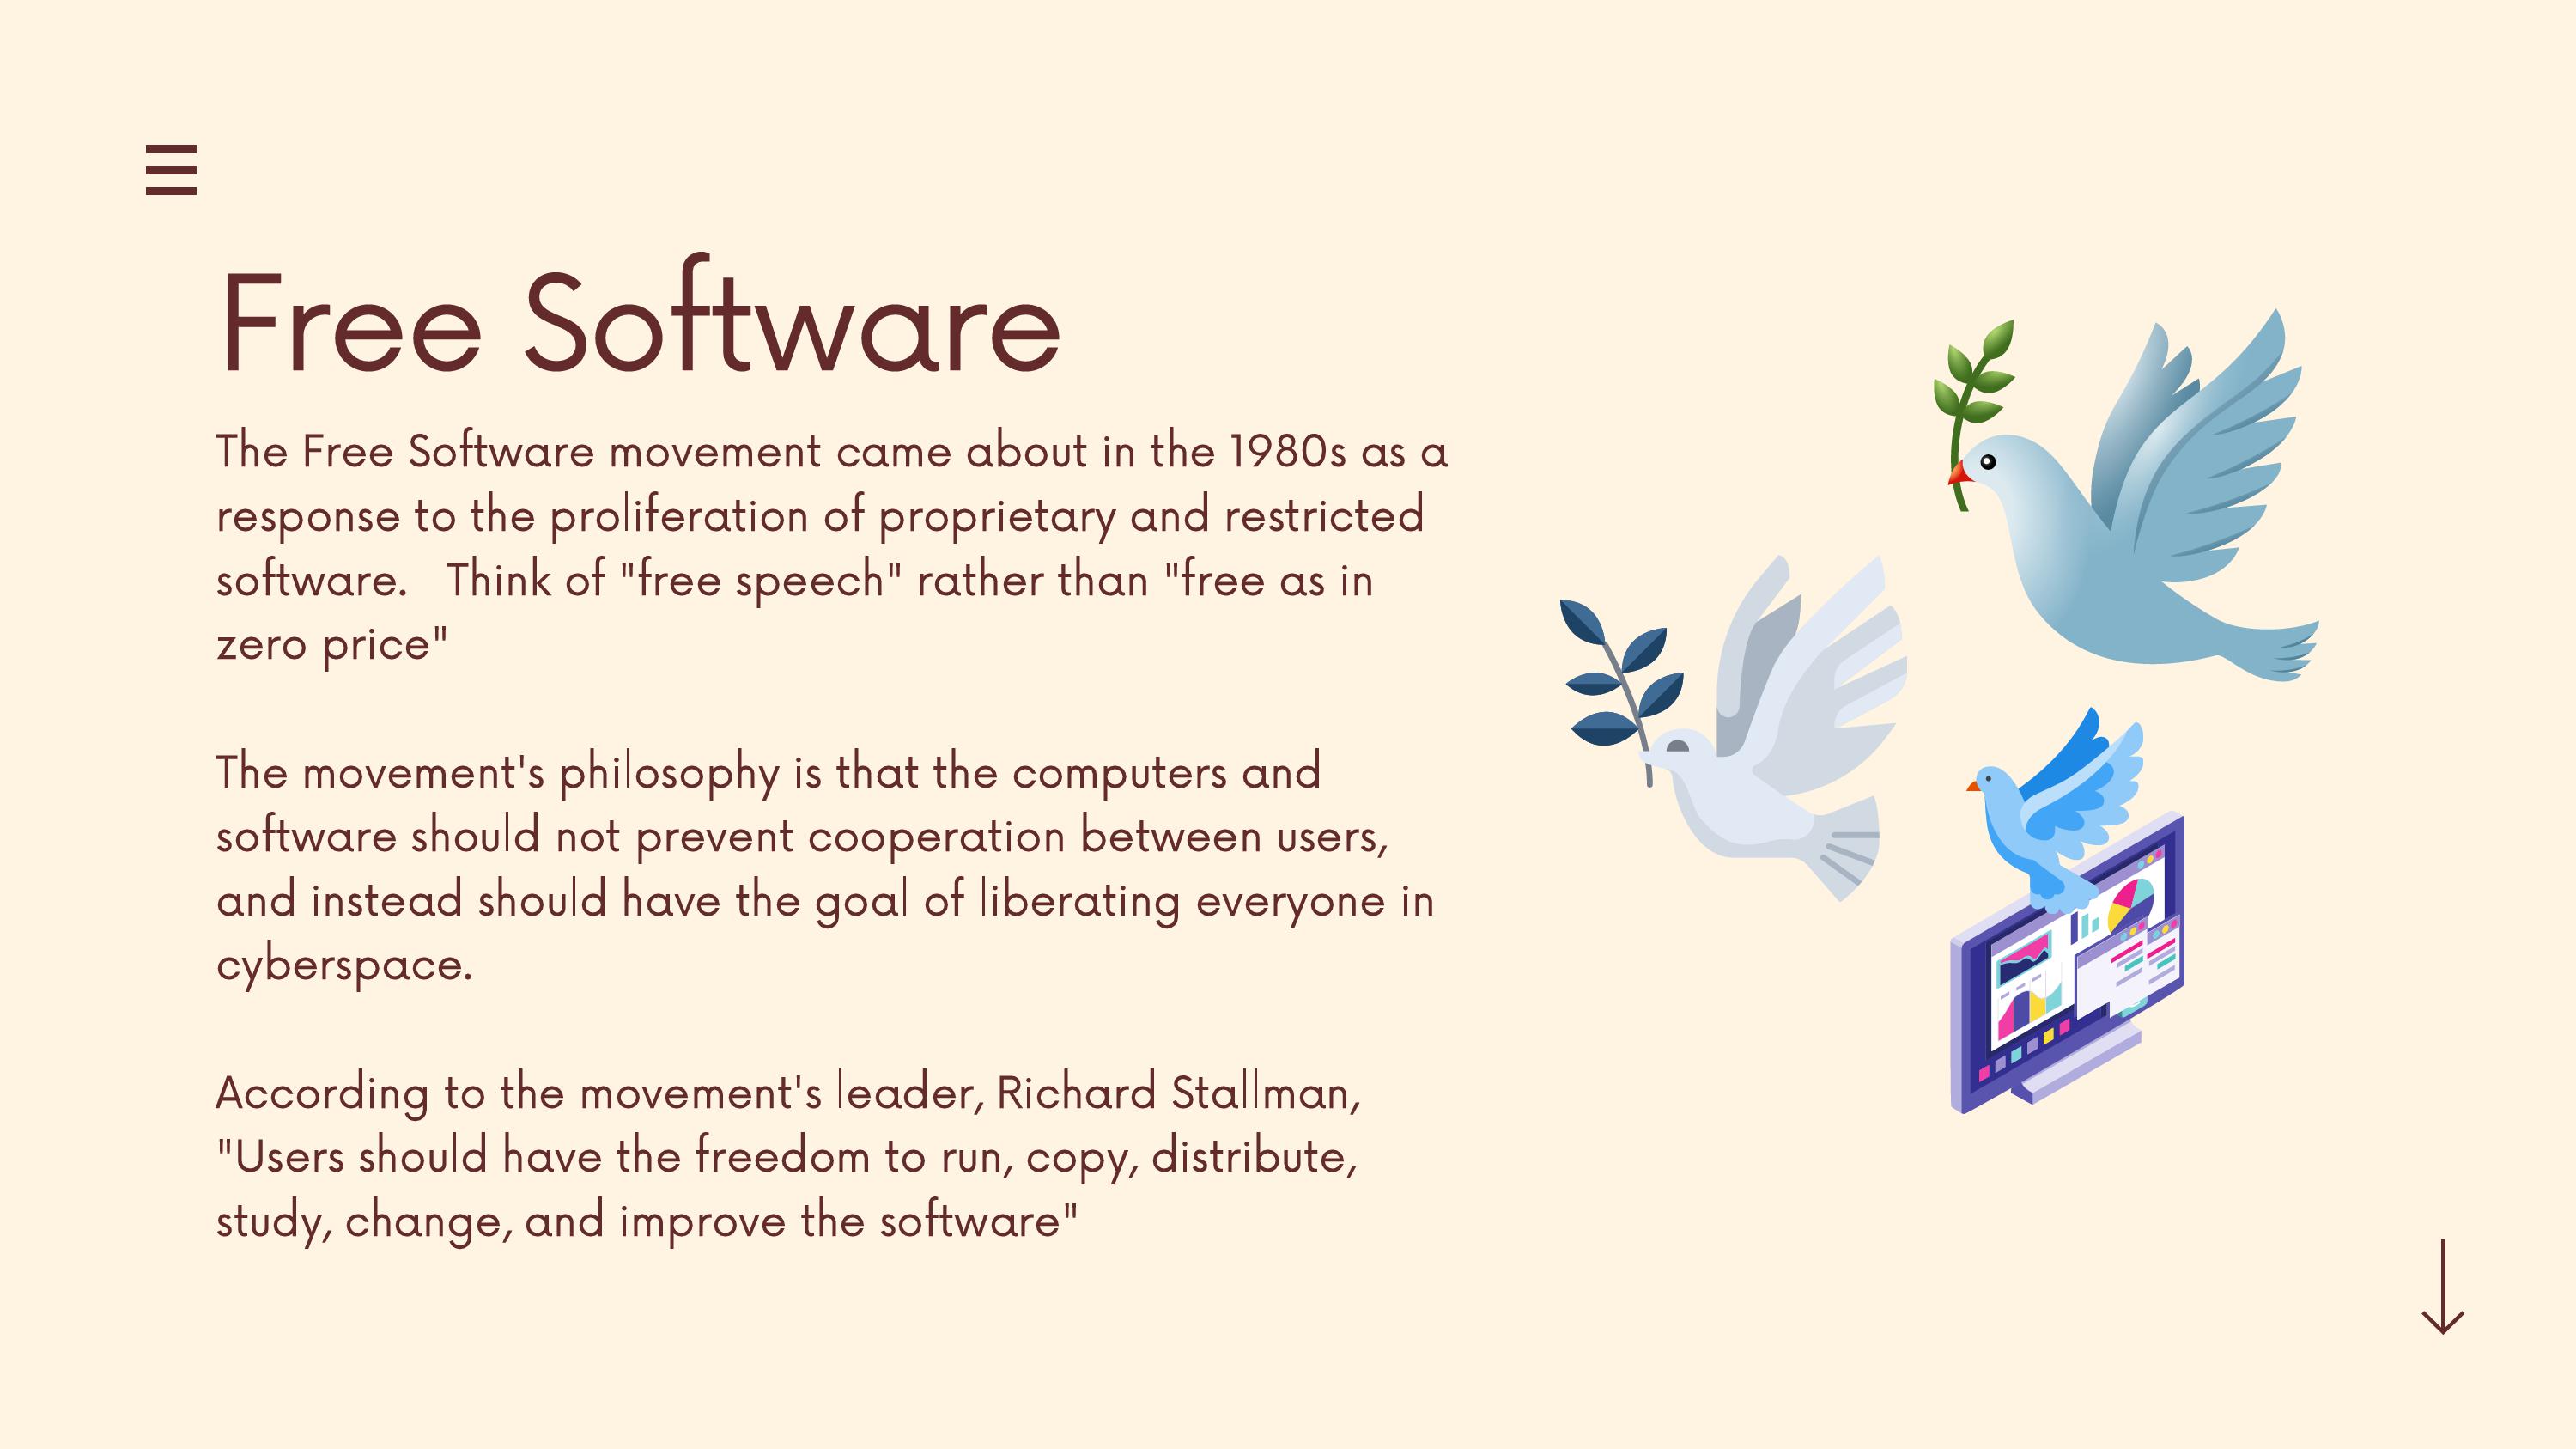 Free Software
The Free Software movement came about in the 1980s as a
response to the proliferation of proprietary and restricted
software.   Think of "free speech" rather than "free as in
zero price"
The movement's philosophy is that the computers and
software should not prevent cooperation between users,
and instead should have the goal of liberating everyone in
cyberspace.
According to the movement's leader, Richard Stallman,
"Users should have the freedom to run, copy, distribute,
study, change, and improve the software"